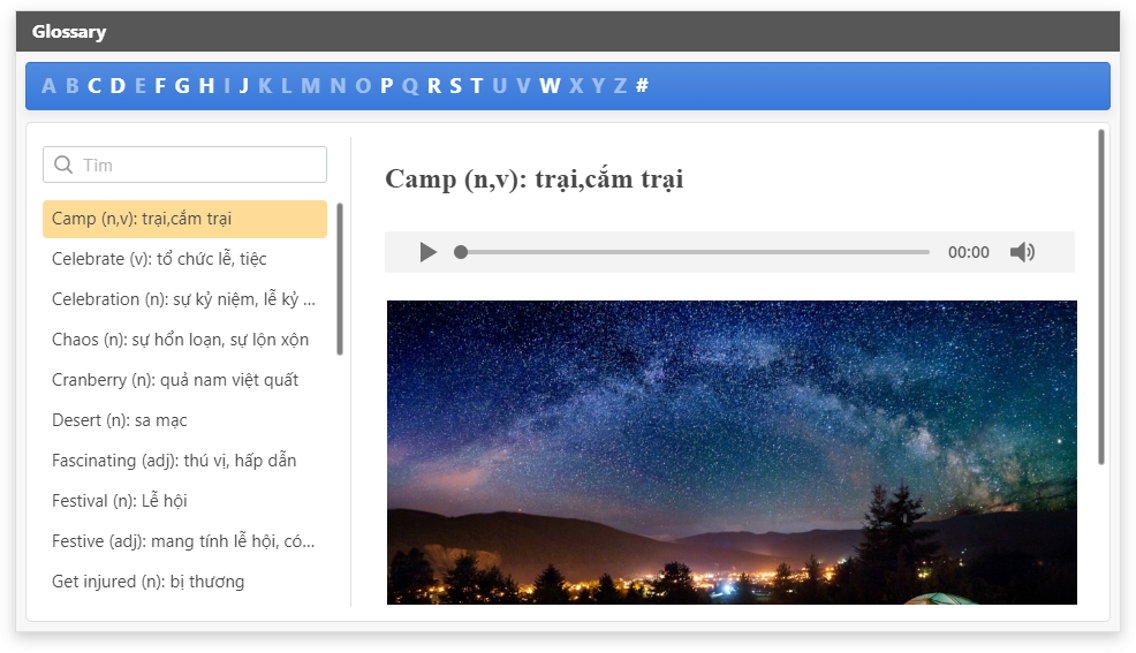 Glossary
A B C D E F G H I J K L M N O P Q R S T U V W X Y Z #
Tìm
Camp (n,v): trại,cắm trại
Celebrate (v): tổ chức lễ, tiệc
Celebration (n): sự kỷ niệm, lễ kỷ ...
Chaos (n): sự hổn loạn, sự lộn xộn
Cranberry (n): quả nam việt quất
Desert (n): sa mạc
Fascinating (adj): thú vị, hấp dẫn
Festival (n): Lễ hội
Festive (adj): mang tính lễ hội, có...
Get injured (n): bị thương
Camp (n,v): trại,cắm trại
00:00